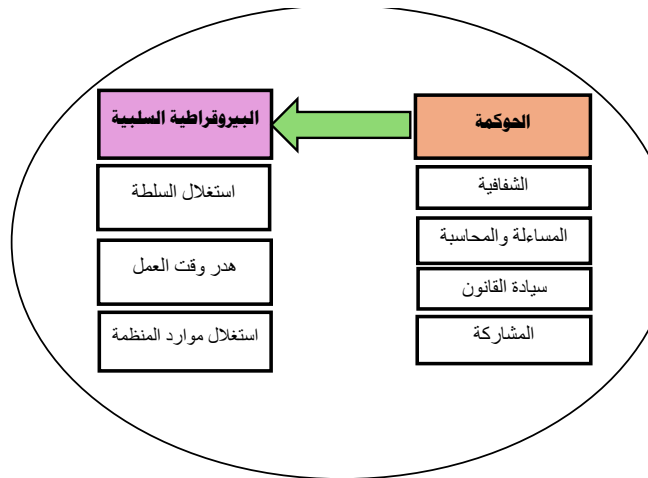 الحوكمة
الشفافية
المساءلة والمحاسبة
سيادة القانون
المشاركة
البيروقراطية السلبية
استغلال السلطة
هدر وقت العمل
استغلال موارد المنظمة